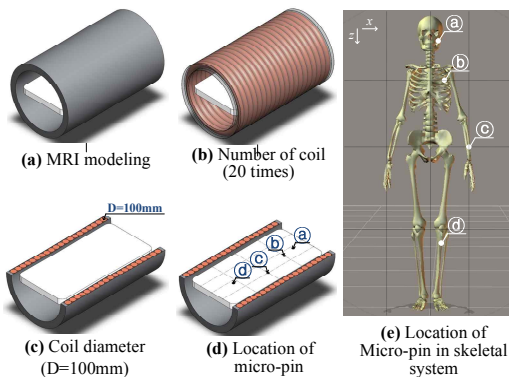 (a) MRI modeling
(b) Number of coil
(20 times)
D=100mm
(c) Coil diameter
(D=100mm)
ⓐ
ⓑ
ⓒ
ⓓ
(d) Location of
micro-pin
x
z
ⓐ
ⓑ
ⓒ
ⓓ
(e) Location of
Micro-pin in skeletal
system